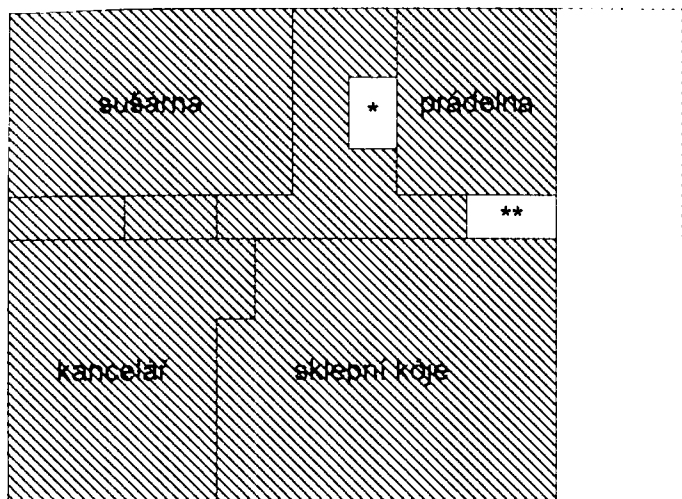 sušárna
*
prádelna
**
kancelář
sklepní kóje